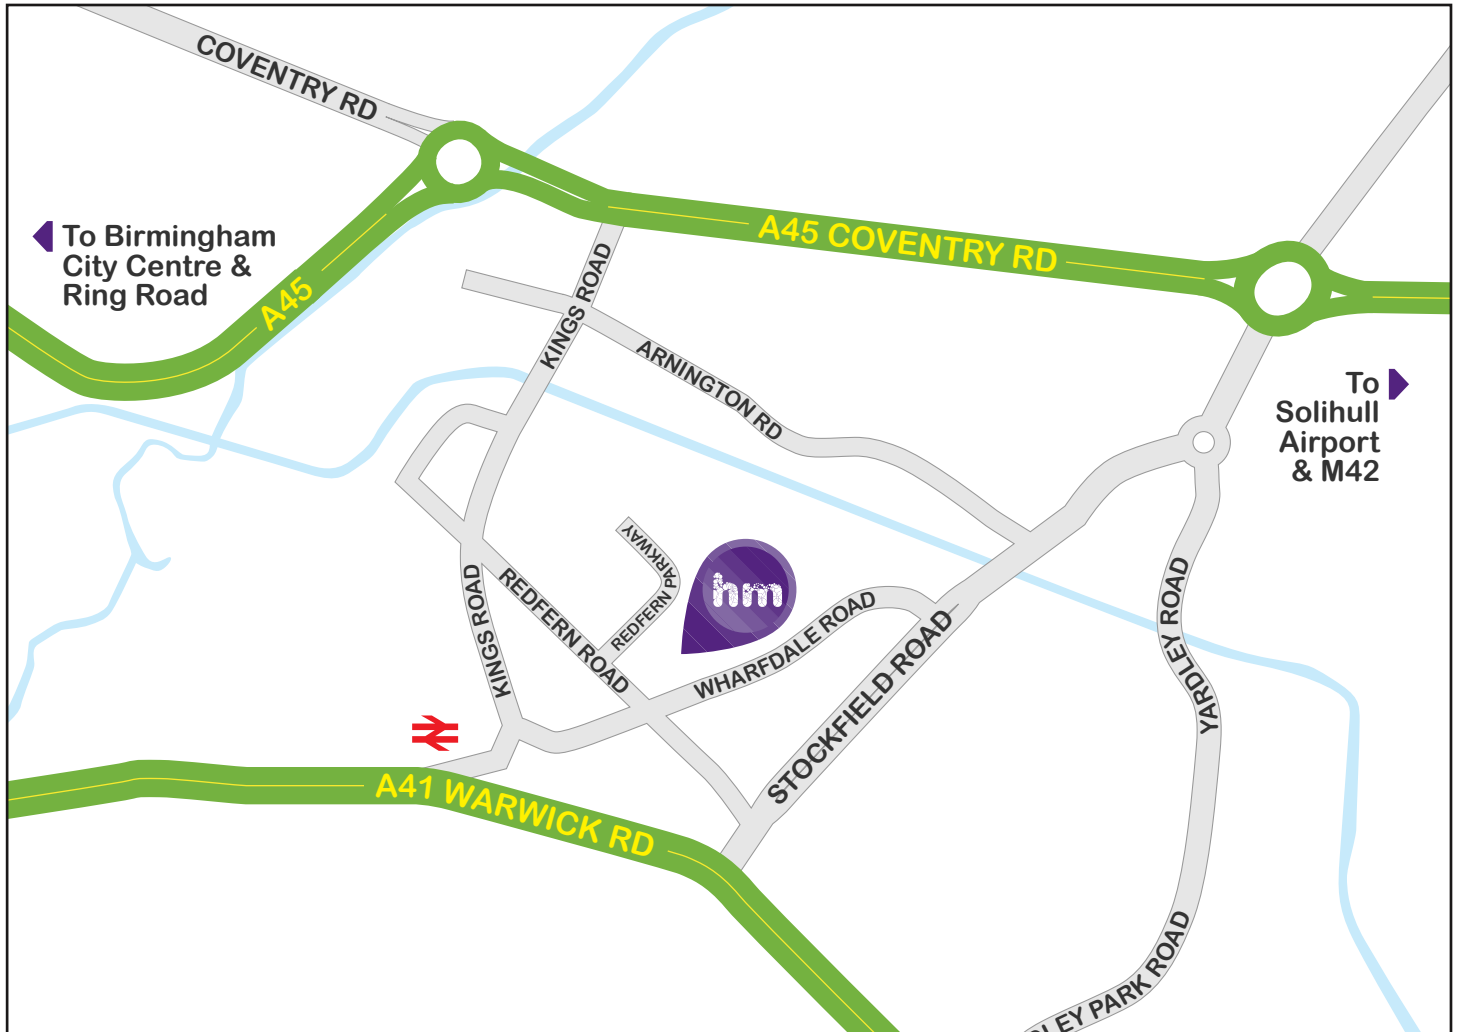 COVENTRY RD
To Birmingham
City Centre &
Ring Road
A45
A45 COVENTRY RD
KINGS ROAD
ARNINGTON RD
To
Solihull
Airport
& M42
REDFERN PARKWAY
hm
KINGS ROAD
REDFERN ROAD
WHARFDALE ROAD
STOCKFIELD ROAD
YARDLEY ROAD
A41 WARWICK RD
LEY PARK ROAD